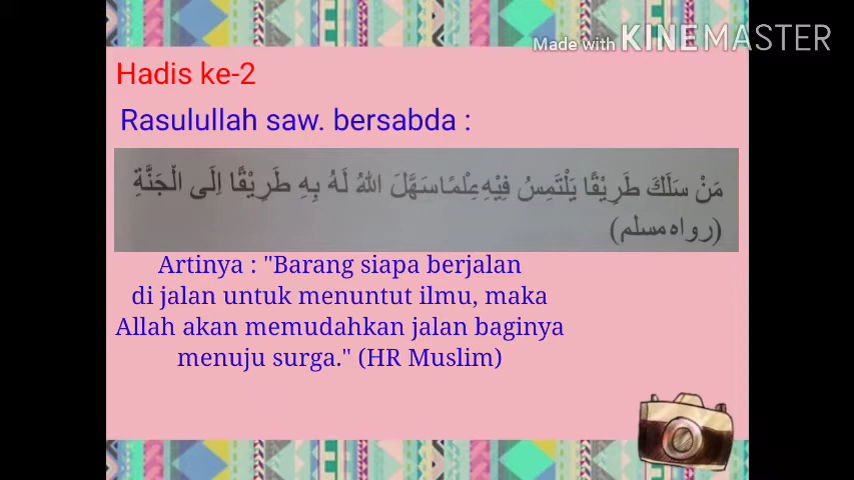 Made with KINEMASTER
Hadis ke-2
Rasulullah saw. bersabda :
مَنْ سَلَكَ طَرِيْقًا يَلْتَمِسُ فِيْهِ عِلْمًا سَهَّلَ اللهُ لَهُ بِهِ طَرِيْقًا اِلَى الْجَنَّةِ
(رواه مسلم)
Artinya : "Barang siapa berjalan
di jalan untuk menuntut ilmu, maka
Allah akan memudahkan jalan baginya
menuju surga." (HR Muslim)